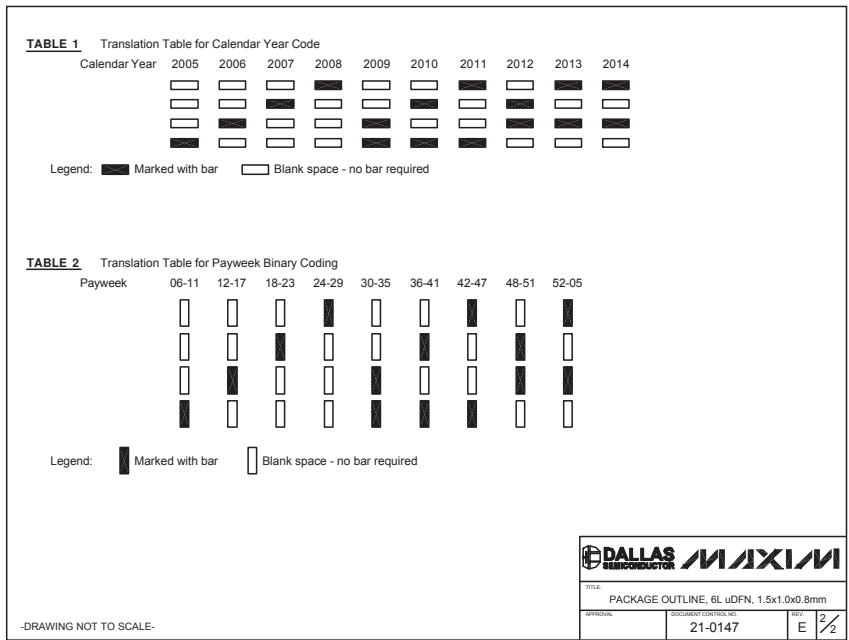 TABLE 1 Translation Table for Calendar Year Code
Calendar Year 2005 2006 2007 2008 2009 2010 2011 2012 2013 2014
Legend: Marked with bar Blank space - no bar required
TABLE 2 Translation Table for Payweek Binary Coding
Payweek 06-11 12-17 18-23 24-29 30-35 36-41 42-47 48-51 52-05
Legend: Marked with bar Blank space - no bar required
DALLAS SEMICONDUCTOR MAXIM
TITLE:
PACKAGE OUTLINE, 6L uDFN, 1.5x1.0x0.8mm
APPROVAL DOCUMENT CONTROL NO. REV.
21-0147 E 2/2
-DRAWING NOT TO SCALE-